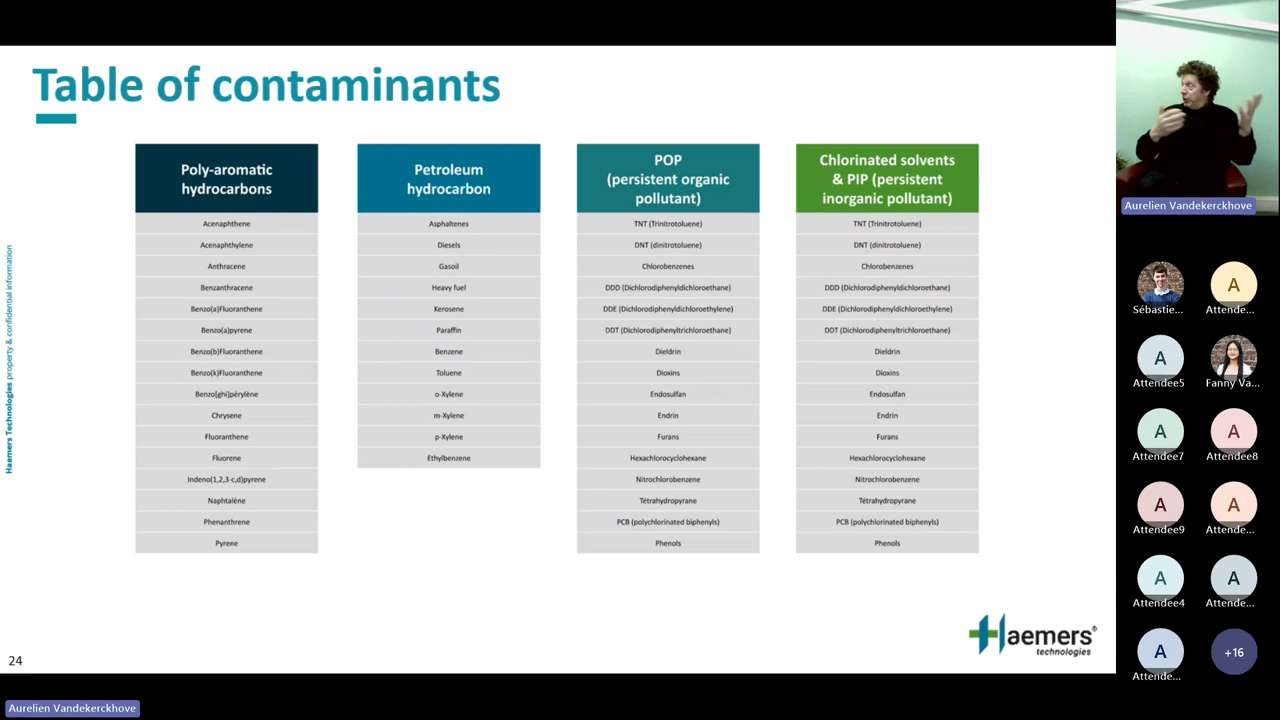 Table of contaminants
Poly-aromatic
hydrocarbons
Acenaphthene
Acenaphthylene
Anthracene
Benzanthracene
Benzo(a)Fluoranthene
Benzo(a)pyrene
Benzo(b)Fluoranthene
Benzo(k)Fluoranthene
Benzo[ghi)pérylène
Chrysene
Fluoranthene
Fluorene
Indeno(1,2,3-c,d)pyrene
Naphtalène
Phenanthrene
Pyrene
Petroleum
hydrocarbon
Asphaltenes
Diesels
Gasoil
Heavy fuel
Kerosene
Paraffin
Benzene
Toluene
o-Xylene
m-Xylene
p-Xylene
Ethylbenzene
POP
(persistent organic
pollutant)
TNT (Trinitrotoluene)
DNT (dinitrotoluene)
Chlorobenzenes
DDD (Dichlorodiphenyldichloroethane)
DDE (Dichlorodiphenyldichloroethylene)
DDT (Dichlorodiphenyltrichloroethane)
Dieldrin
Dioxins
Endosulfan
Endrin
Furans
Hexachlorocyclohexane
Nitrochlorobenzene
Tétrahydropyrane
PCB (polychlorinated biphenyls)
Phenols
Chlorinated solvents
& PIP (persistent
inorganic pollutant)
TNT (Trinitrotoluene)
DNT (dinitrotoluene)
Chlorobenzenes
DDD (Dichlorodiphenyldichloroethane)
DDE (Dichlorodiphenyldichloroethylene)
DDT (Dichlorodiphenyltrichloroethane)
Dieldrin
Dioxins
Endosulfan
Endrin
Furans
Hexachlorocyclohexane
Nitrochlorobenzene
Tétrahydropyrane
PCB (polychlorinated biphenyls)
Phenols
Haemers Technologies property & confidential information
24
Haemers®
technologies
Aurelien Vandekerckhove
Aurelien Vandekerckhove
Sébastie...
A
Attende...
A
Attendee5
Fanny Va...
A
Attendee7
A
Attendee8
A
Attendee9
A
Attende...
A
Attendee4
A
Attende...
A
Attende...
+16